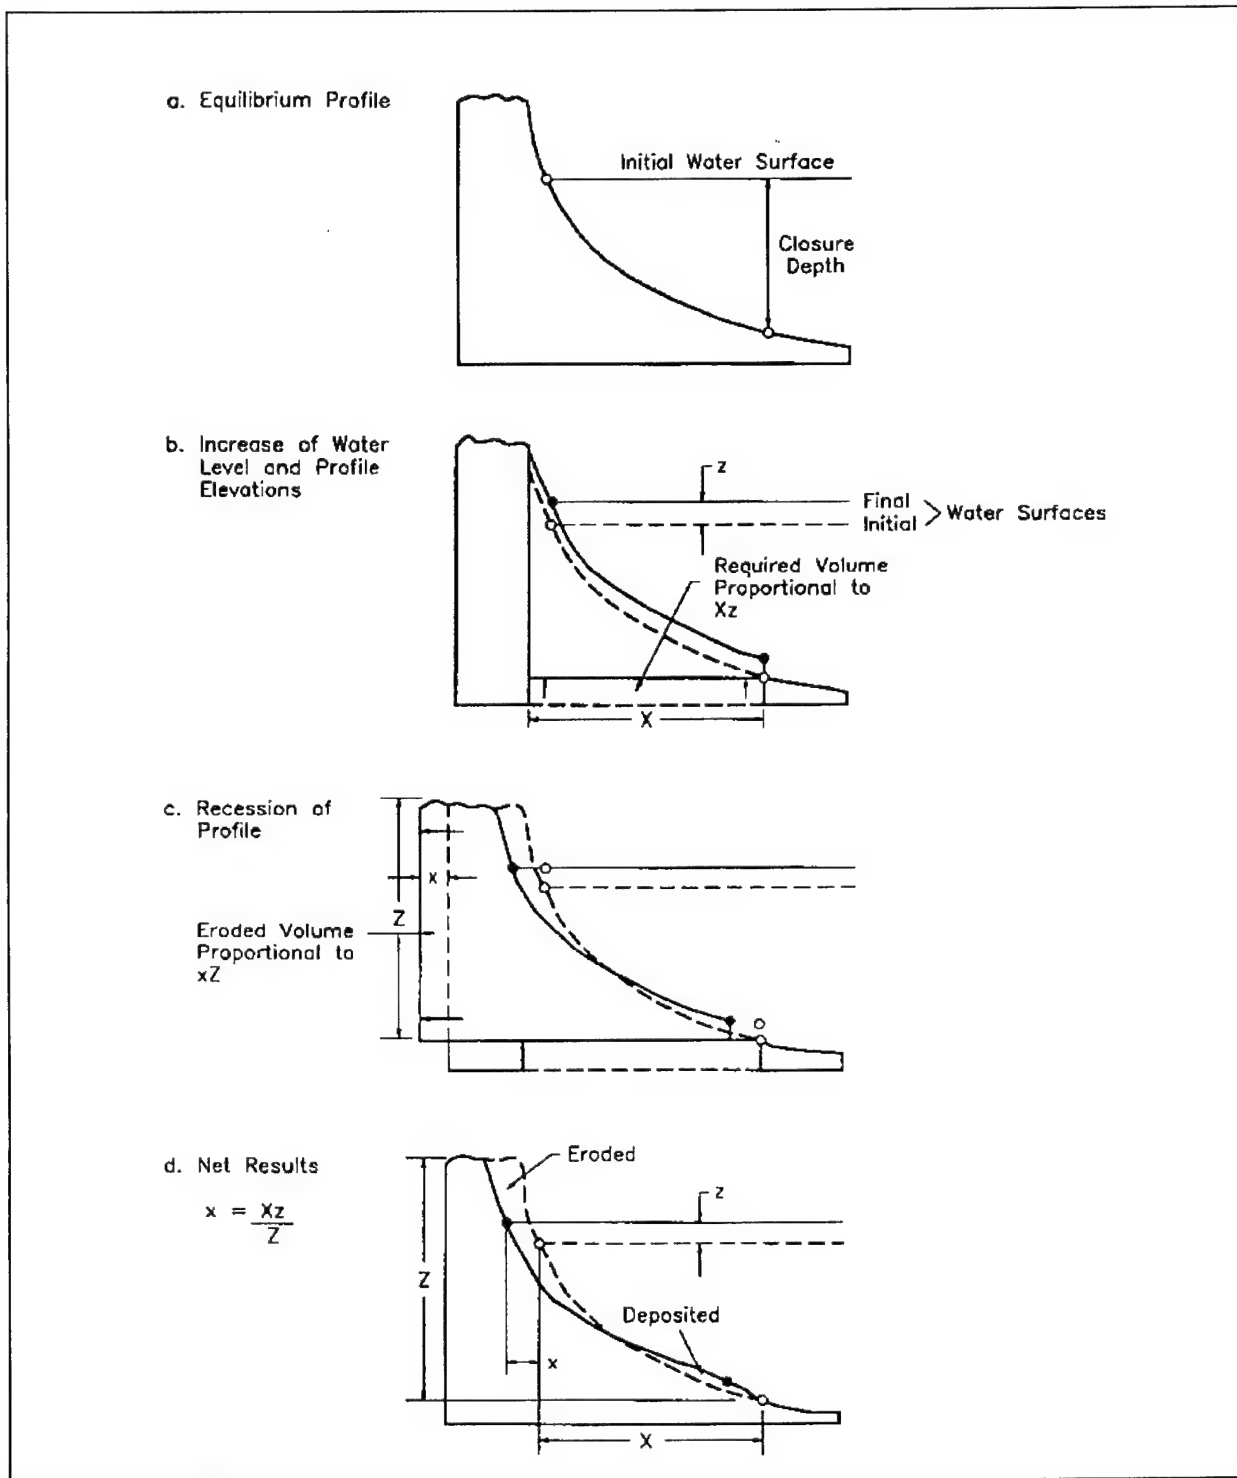 a. Equilibrium Profile
Initial Water Surface
Closure
Depth
b. Increase of Water
Level and Profile
Elevations
z
Final
Initial
Water Surfaces
Required Volume
Proportional to
Xz
X
c. Recession of
Profile
x
Z
Eroded Volume
Proportional to
xZ
d. Net Results
x = Xz
Z
Eroded
z
Z
Deposited
x
X